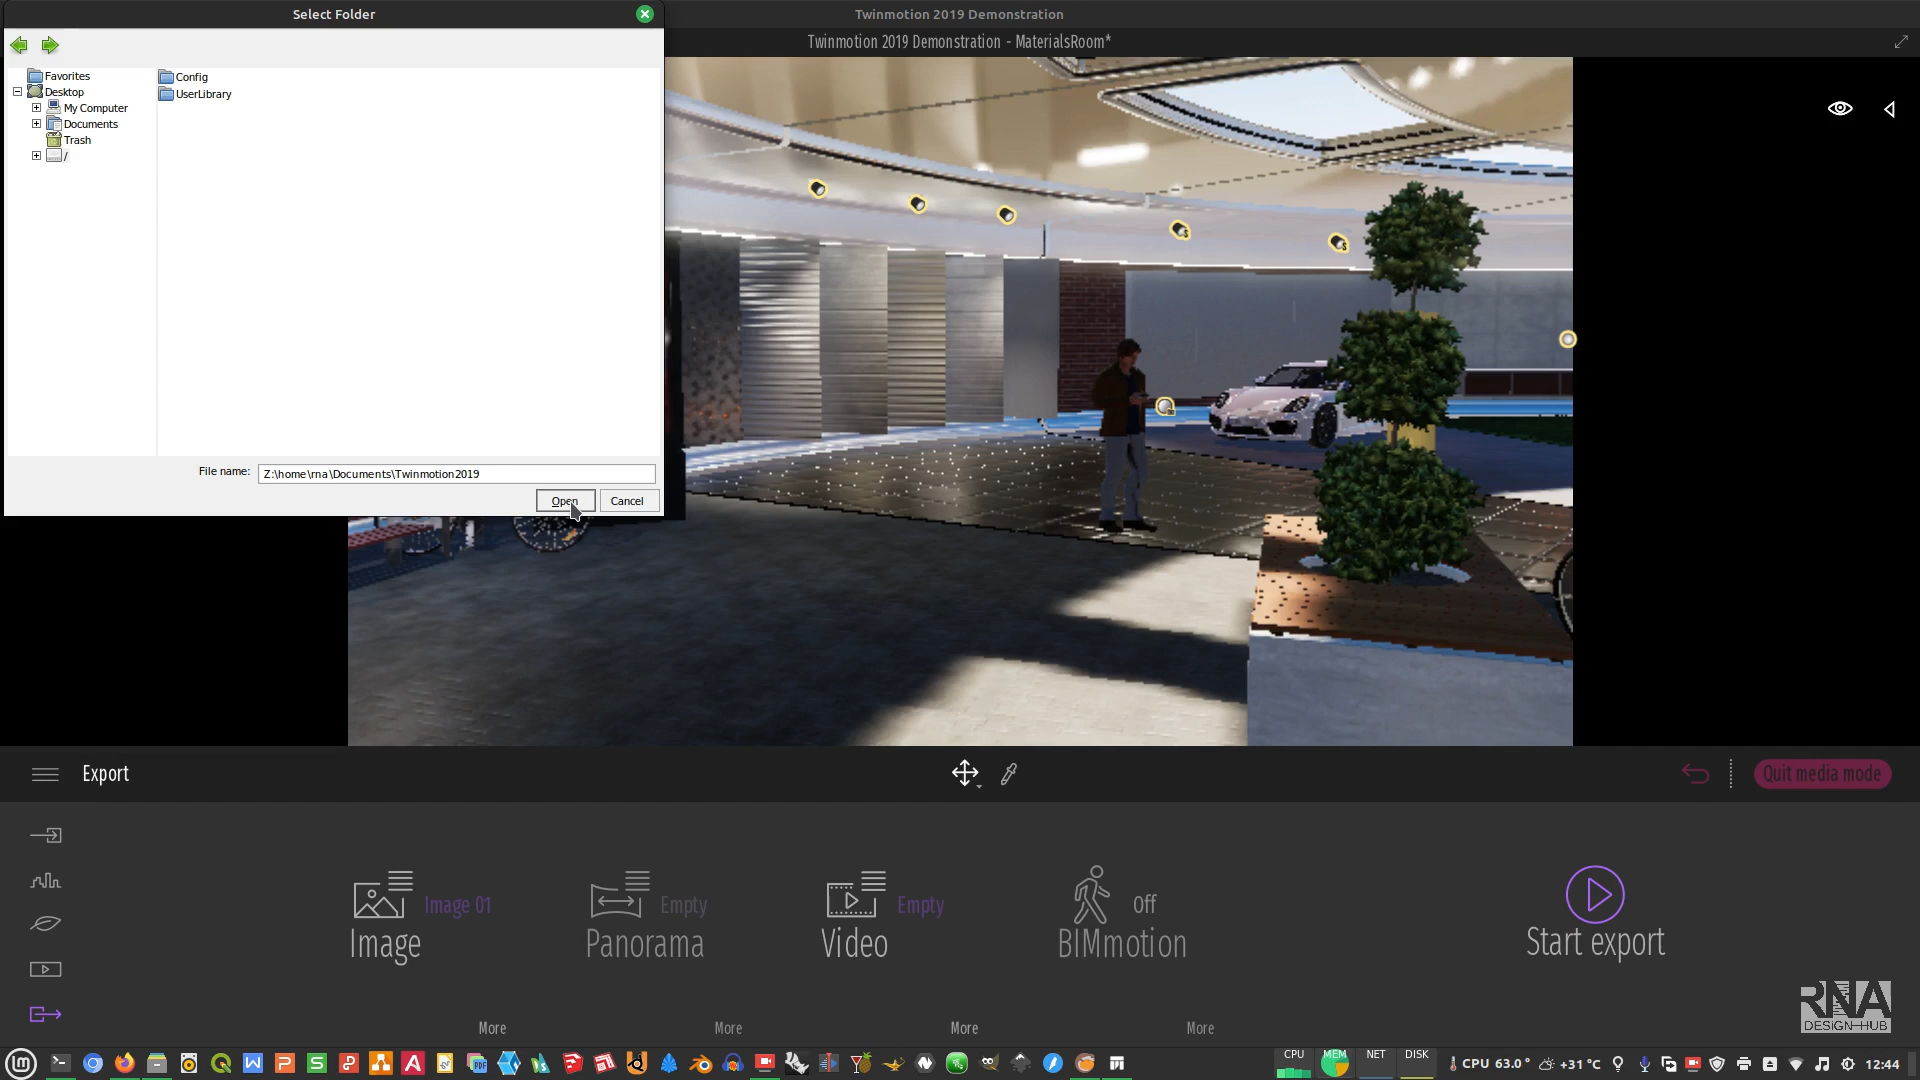 Select Folder
Twinmotion 2019 Demonstration
Twinmotion 2019 Demonstration - MaterialsRoom*
Favorites
Desktop
My Computer
Documents
Trash
/
Config
UserLibrary
File name: Z:\home\rna\Documents\Twinmotion2019
Open Cancel
Export
Quit media mode
Image 01
Image
Empty
Panorama
Empty
Video
Off
BIMmotion
Start export
More More More More
RNA
DESIGN-HUB
CPU MEM NET DISK
CPU 63.0° +31 °C 12:44